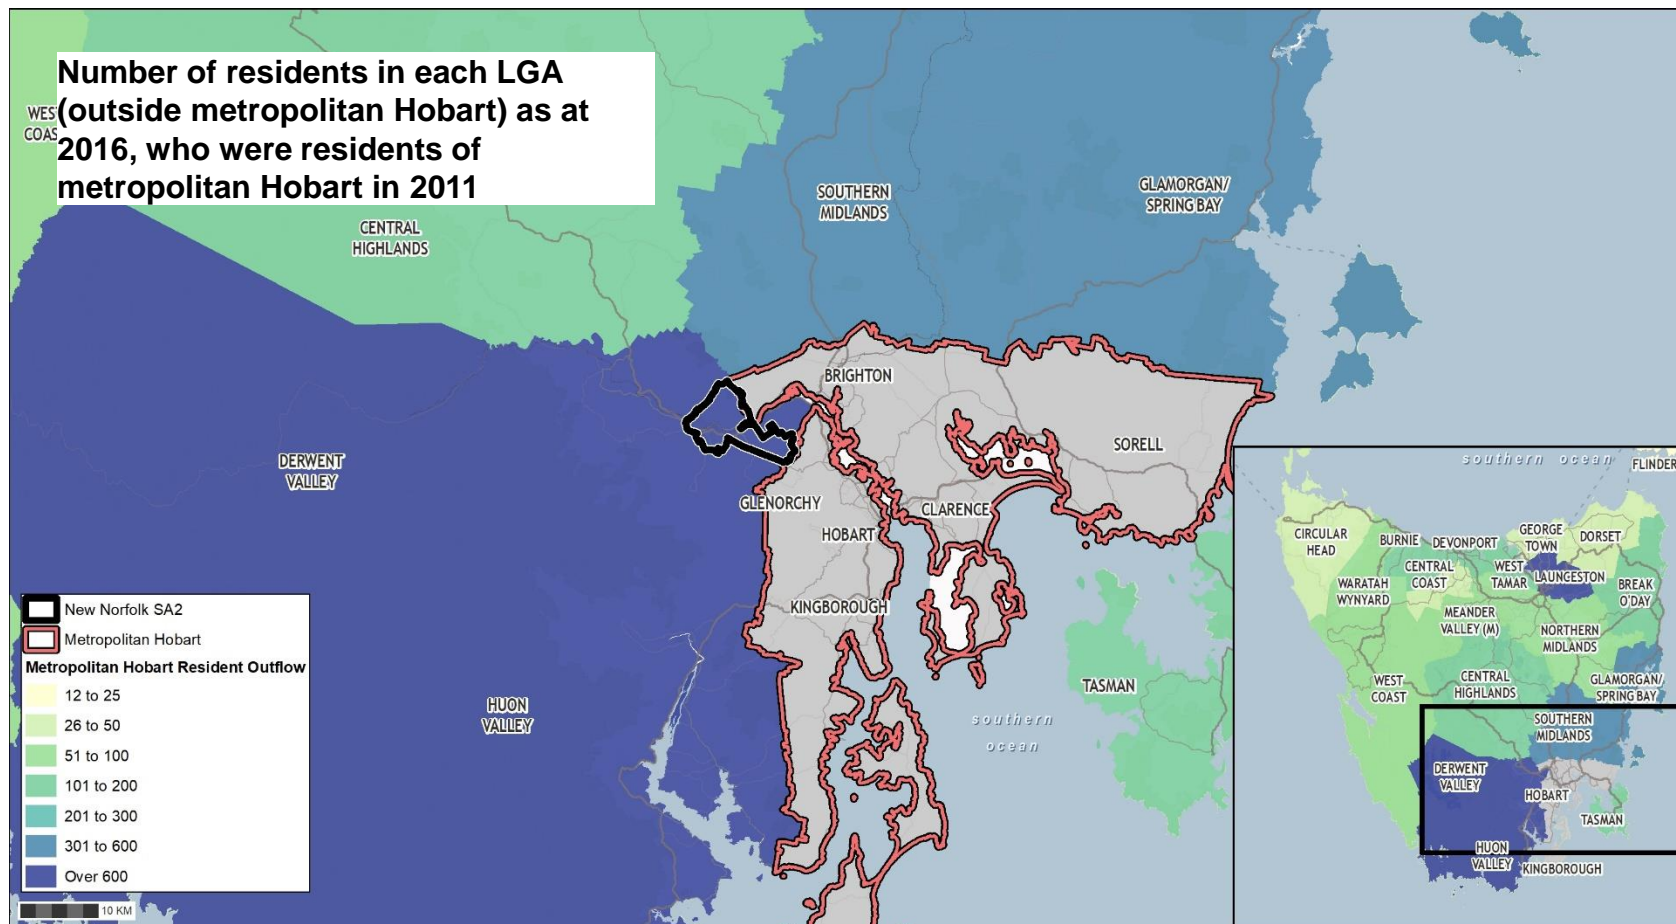 Number of residents in each LGA
(outside metropolitan Hobart) as at
2016, who were residents of
metropolitan Hobart in 2011
WES
COAS
CENTRAL
HIGHLANDS
SOUTHERN
MIDLANDS
GLAMORGAN/
SPRING BAY
BRIGHTON
SORELL
DERWENT
VALLEY
GLENORCHY
CLARENCE
HOBART
KINGBOROUGH
HUON
VALLEY
TASMAN
southern
ocean
New Norfolk SA2
Metropolitan Hobart
Metropolitan Hobart Resident Outflow
12 to 25
26 to 50
51 to 100
101 to 200
201 to 300
301 to 600
Over 600
10 KM
southern ocean
FLINDER
CIRCULAR
HEAD
BURNIE
DEVONPORT
GEORGE
TOWN
DORSET
CENTRAL
COAST
WEST
TAMAR
LAUNCESTON
WARATAH
WYNYARD
BREAK
O'DAY
MEANDER
VALLEY (M)
NORTHERN
MIDLANDS
WEST
COAST
CENTRAL
HIGHLANDS
GLAMORGAN/
SPRING BAY
SOUTHERN
MIDLANDS
DERWENT
VALLEY
HOBART
TASMAN
HUON
VALLEY
KINGBOROUGH